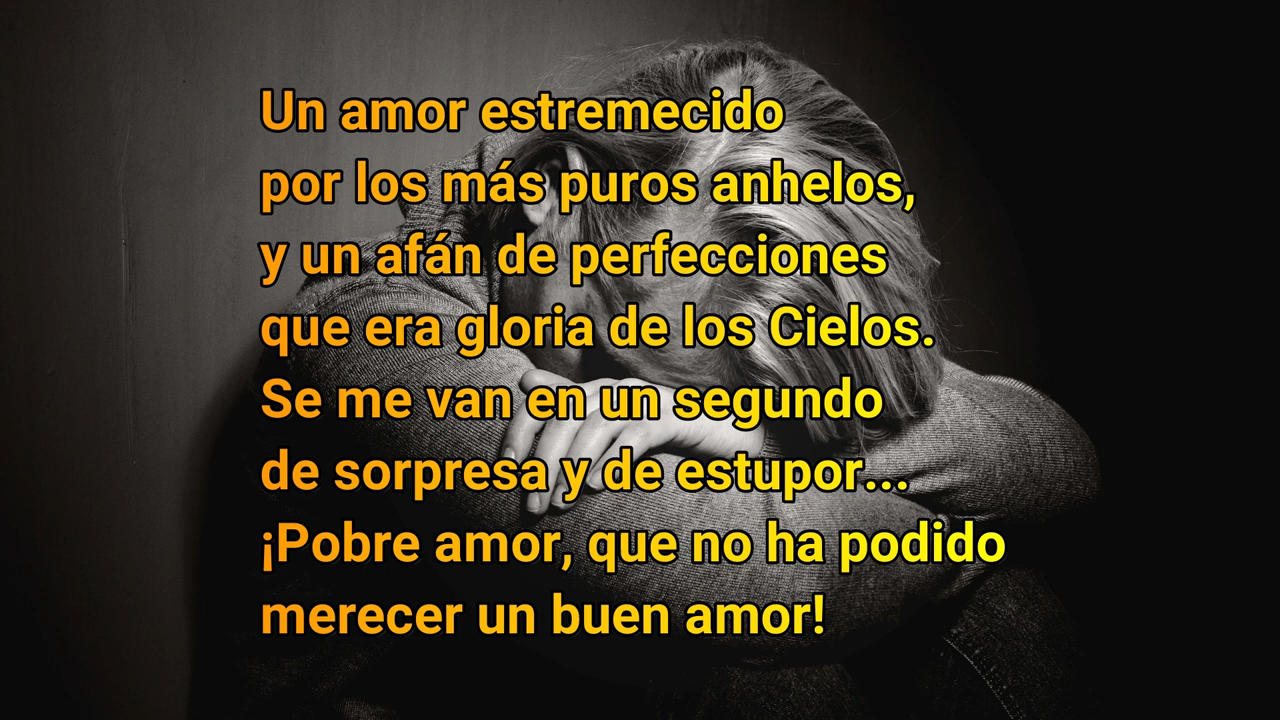 Un amor estremecido
por los más puros anhelos,
y un afán de perfecciones
que era gloria de los Cielos.
Se me van en un segundo
de sorpresa y de estupor...
¡Pobre amor, que no ha podido
merecer un buen amor!